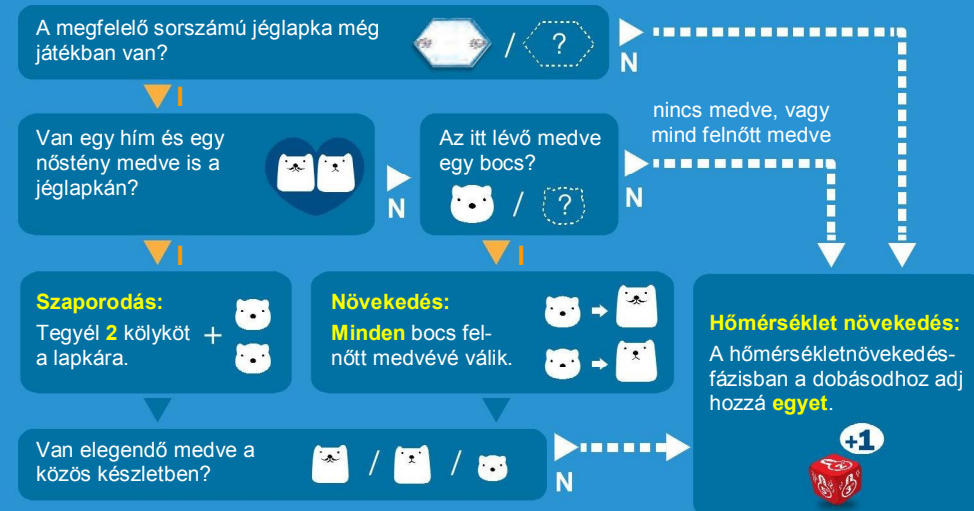 A megfelelő sorszámú jéglapka még
játékban van?
/ ?
N
I
Van egy hím és egy
nőstény medve is a
jéglapkán?
N
Az itt lévő medve
egy bocs?
/ ?
N
nincs medve, vagy
mind felnőtt medve
I
I
Szaporodás:
Tegyél 2 kölyköt +
a lapkára.
Növekedés:
Minden bocs fel-
nőtt medvévé válik.
Hőmérséklet növekedés:
A hőmérsékletnövekedés-
fázisban a dobásodhoz adj
hozzá egyet.
+1
Van elegendő medve a
közös készletben?
/ /
N